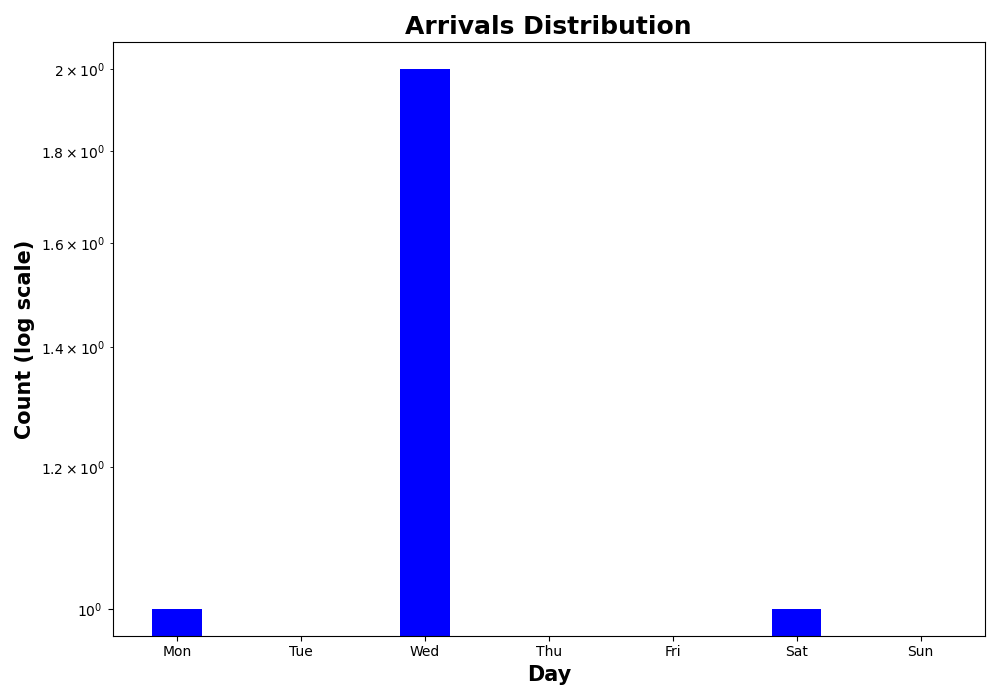 Arrivals Distribution
2 × 10⁰
1.8 × 10⁰
1.6 × 10⁰
1.4 × 10⁰
1.2 × 10⁰
10⁰
Count (log scale)
Mon Tue Wed Thu Fri Sat Sun
Day